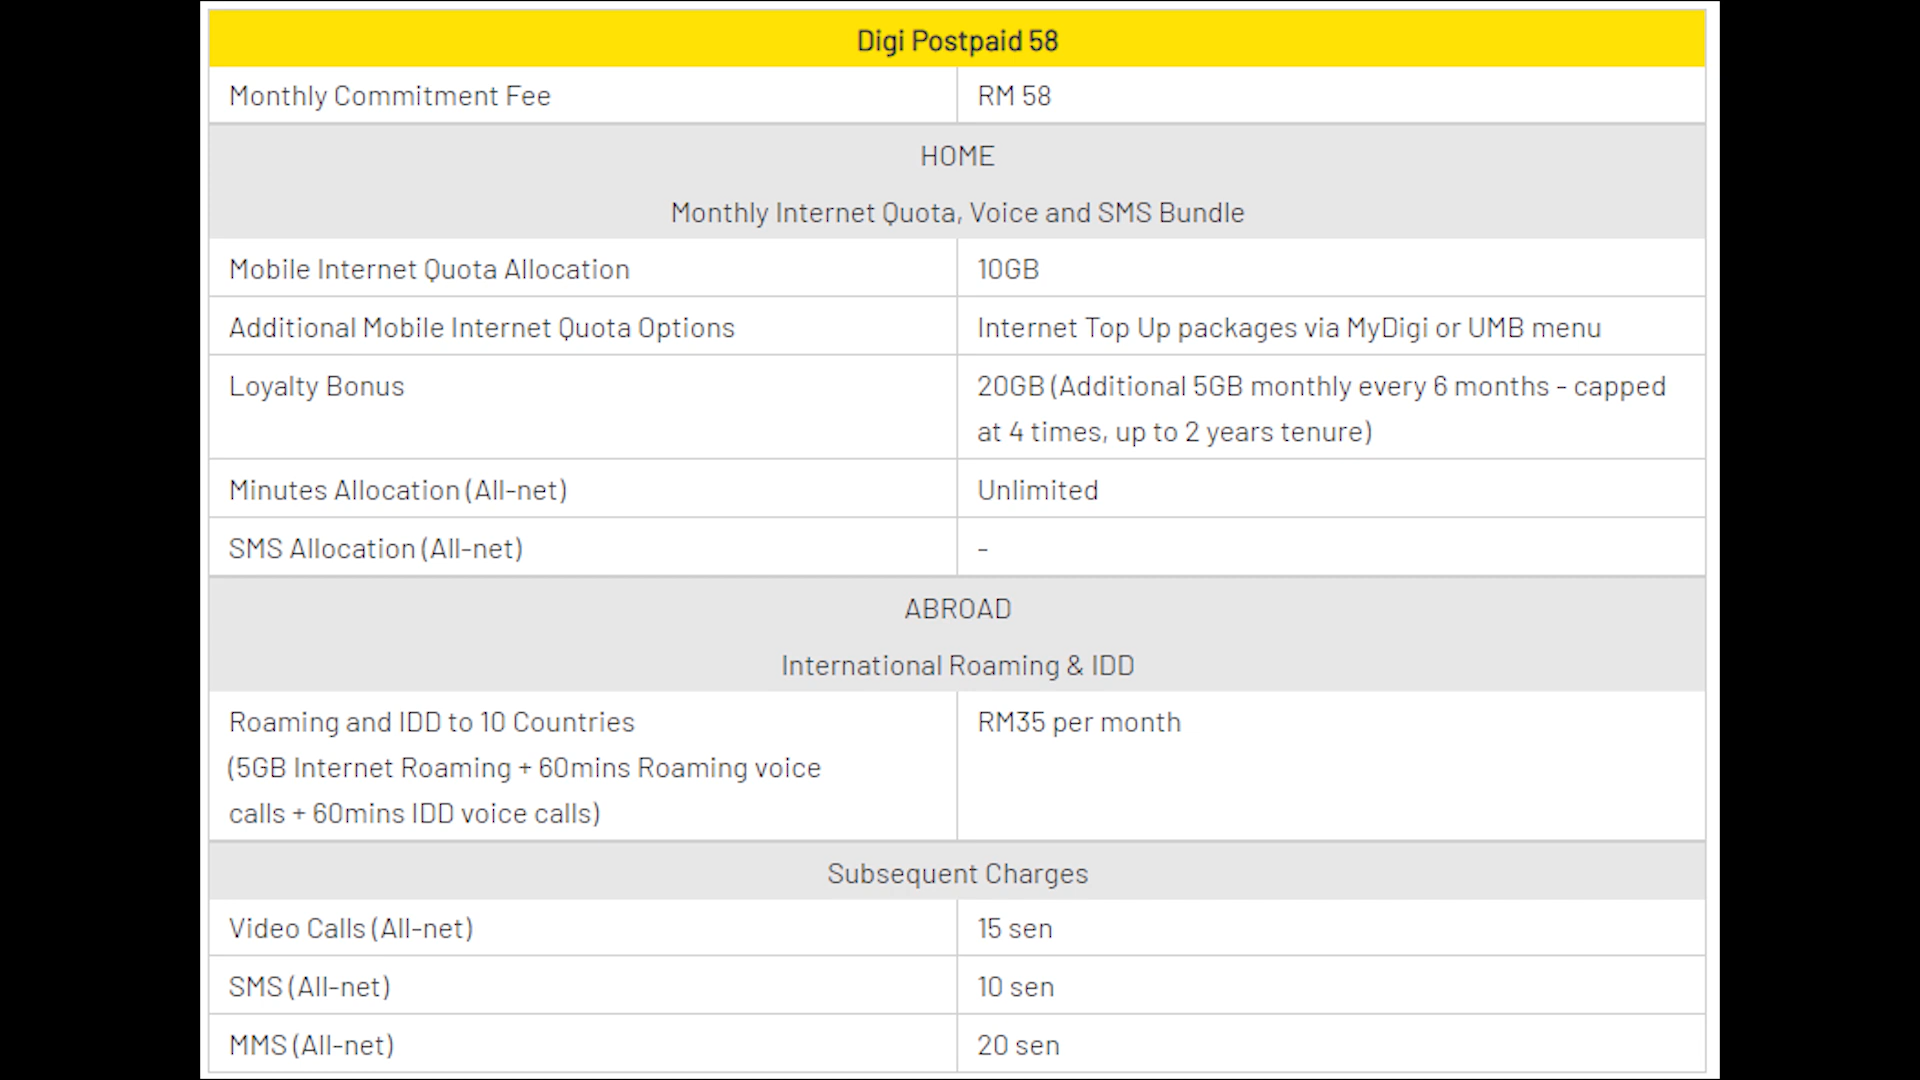 Digi Postpaid 58
Monthly Commitment Fee
RM 58
HOME
Monthly Internet Quota, Voice and SMS Bundle
Mobile Internet Quota Allocation
10GB
Additional Mobile Internet Quota Options
Internet Top Up packages via MyDigi or UMB menu
Loyalty Bonus
20GB (Additional 5GB monthly every 6 months - capped
at 4 times, up to 2 years tenure)
Minutes Allocation (All-net)
Unlimited
SMS Allocation (All-net)
-
ABROAD
International Roaming & IDD
Roaming and IDD to 10 Countries
(5GB Internet Roaming + 60mins Roaming voice
calls + 60mins IDD voice calls)
RM35 per month
Subsequent Charges
Video Calls (All-net)
15 sen
SMS (All-net)
10 sen
MMS (All-net)
20 sen